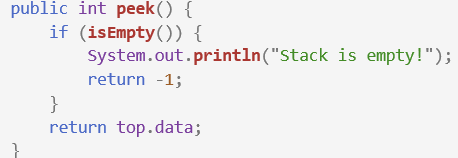 public int peek() {
    if (isEmpty()) {
        System.out.println("Stack is empty!");
        return -1;
    }
    return top.data;
}